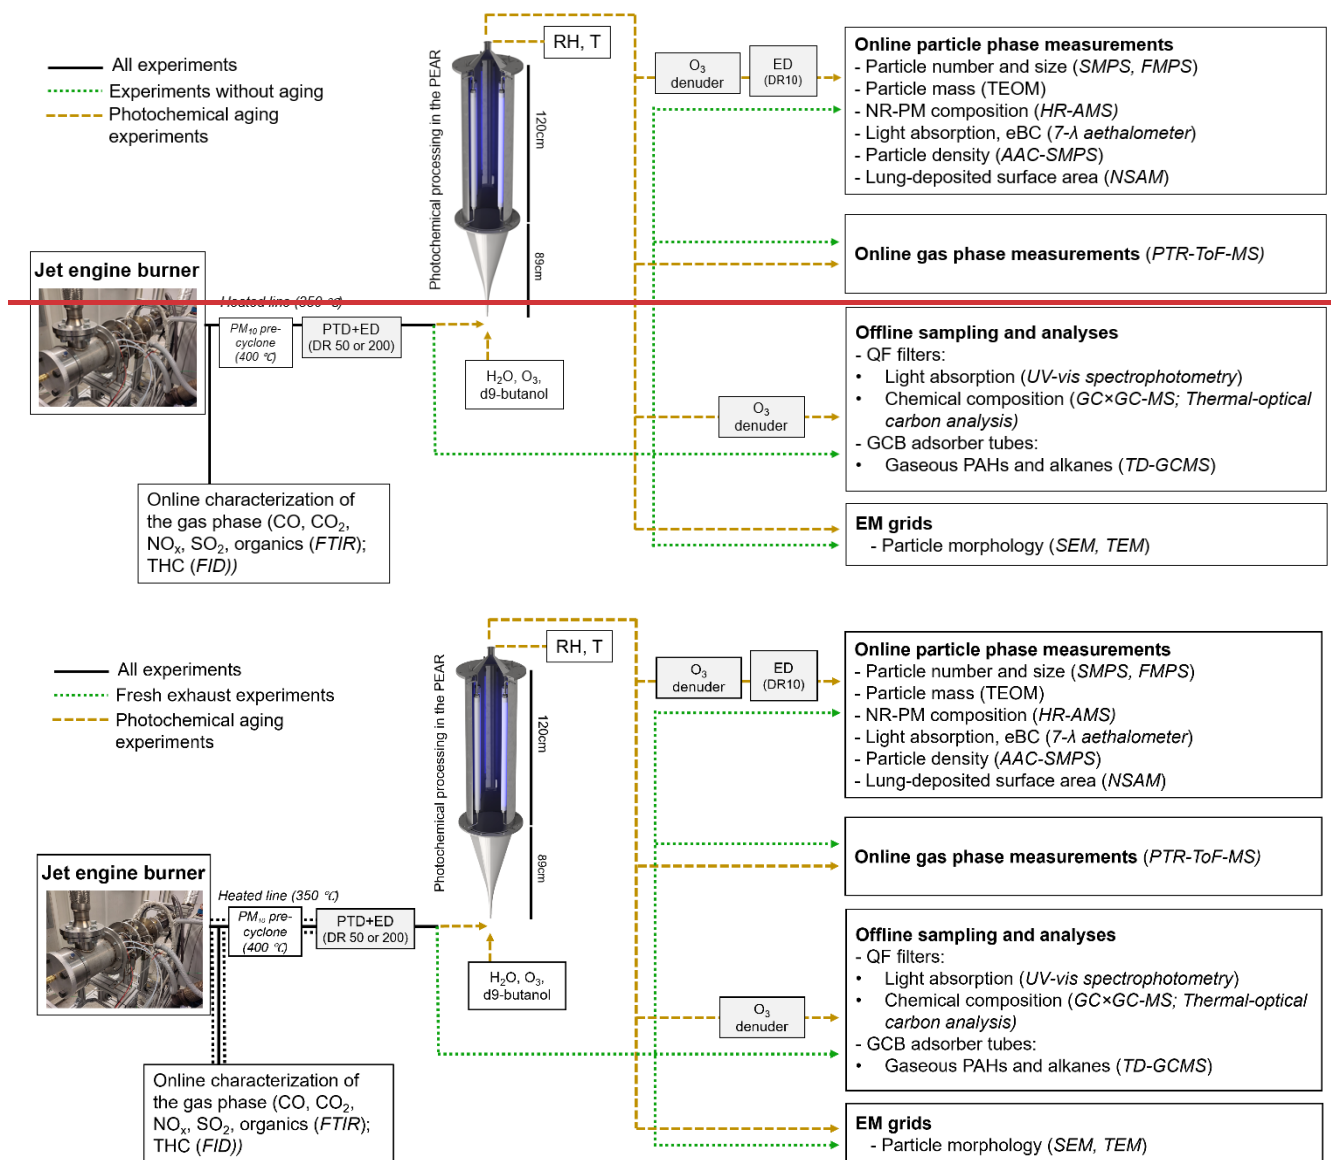 All experiments
Experiments without aging
Photochemical aging
experiments
Jet engine burner
Heated line (350 ℃)
PM10 pre-
cyclone
(400 ℃)
PTD+ED
(DR 50 or 200)
Online characterization of
the gas phase (CO, CO2,
NOx, SO2, organics (FTIR);
THC (FID))
Photochemical processing in the PEAR
RH, T
120cm
89cm
H2O, O3,
d9-butanol
O3
denuder
ED
(DR10)
O3
denuder
Online particle phase measurements
- Particle number and size (SMPS, FMPS)
- Particle mass (TEOM)
- NR-PM composition (HR-AMS)
- Light absorption, eBC (7-λ aethalometer)
- Particle density (AAC-SMPS)
- Lung-deposited surface area (NSAM)
Online gas phase measurements (PTR-ToF-MS)
Offline sampling and analyses
- QF filters:
• Light absorption (UV-vis spectrophotometry)
• Chemical composition (GC×GC-MS; Thermal-optical
carbon analysis)
- GCB adsorber tubes:
• Gaseous PAHs and alkanes (TD-GCMS)
EM grids
- Particle morphology (SEM, TEM)
All experiments
Fresh exhaust experiments
Photochemical aging
experiments
Jet engine burner
Heated line (350 ℃)
PM10 pre-
cyclone
(400 ℃)
PTD+ED
(DR 50 or 200)
Online characterization of
the gas phase (CO, CO2,
NOx, SO2, organics (FTIR);
THC (FID))
Photochemical processing in the PEAR
RH, T
120cm
89cm
H2O, O3,
d9-butanol
O3
denuder
ED
(DR10)
O3
denuder
Online particle phase measurements
- Particle number and size (SMPS, FMPS)
- Particle mass (TEOM)
- NR-PM composition (HR-AMS)
- Light absorption, eBC (7-λ aethalometer)
- Particle density (AAC-SMPS)
- Lung-deposited surface area (NSAM)
Online gas phase measurements (PTR-ToF-MS)
Offline sampling and analyses
- QF filters:
• Light absorption (UV-vis spectrophotometry)
• Chemical composition (GC×GC-MS; Thermal-optical
carbon analysis)
- GCB adsorber tubes:
• Gaseous PAHs and alkanes (TD-GCMS)
EM grids
- Particle morphology (SEM, TEM)